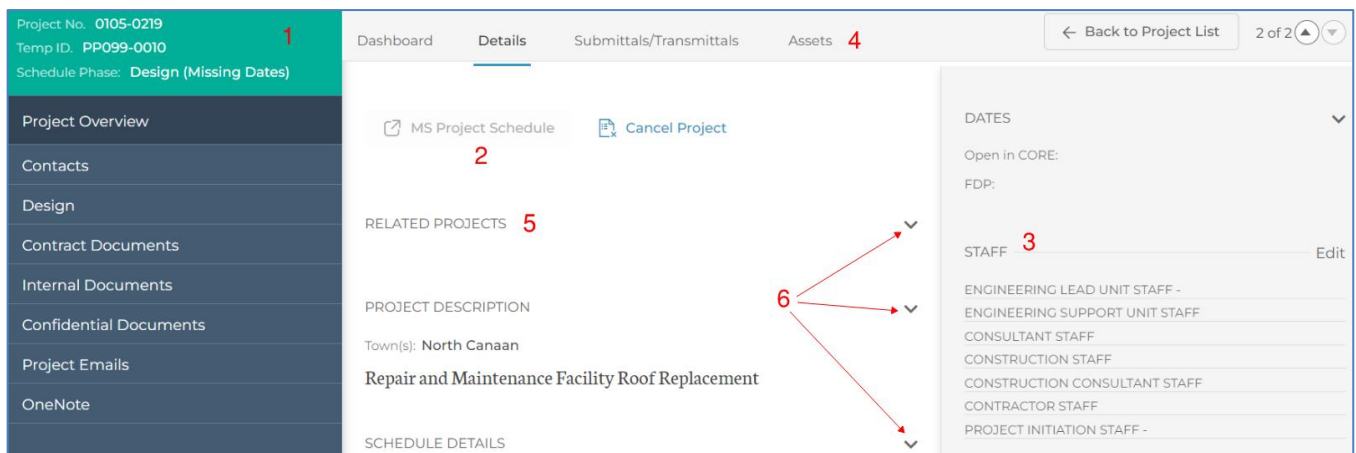 Project No. 0105-0219
Temp ID. PP099-0010
Schedule Phase: Design (Missing Dates)
1
Project Overview
Contacts
Design
Contract Documents
Internal Documents
Confidential Documents
Project Emails
OneNote
Dashboard Details Submittals/Transmittals Assets 4
← Back to Project List 2 of 2
MS Project Schedule Cancel Project
2
RELATED PROJECTS 5
6
PROJECT DESCRIPTION
Town(s): North Canaan
Repair and Maintenance Facility Roof Replacement
SCHEDULE DETAILS
DATES
Open in CORE:
FDP:
STAFF 3 Edit
ENGINEERING LEAD UNIT STAFF -
ENGINEERING SUPPORT UNIT STAFF
CONSULTANT STAFF
CONSTRUCTION STAFF
CONSTRUCTION CONSULTANT STAFF
CONTRACTOR STAFF
PROJECT INITIATION STAFF -